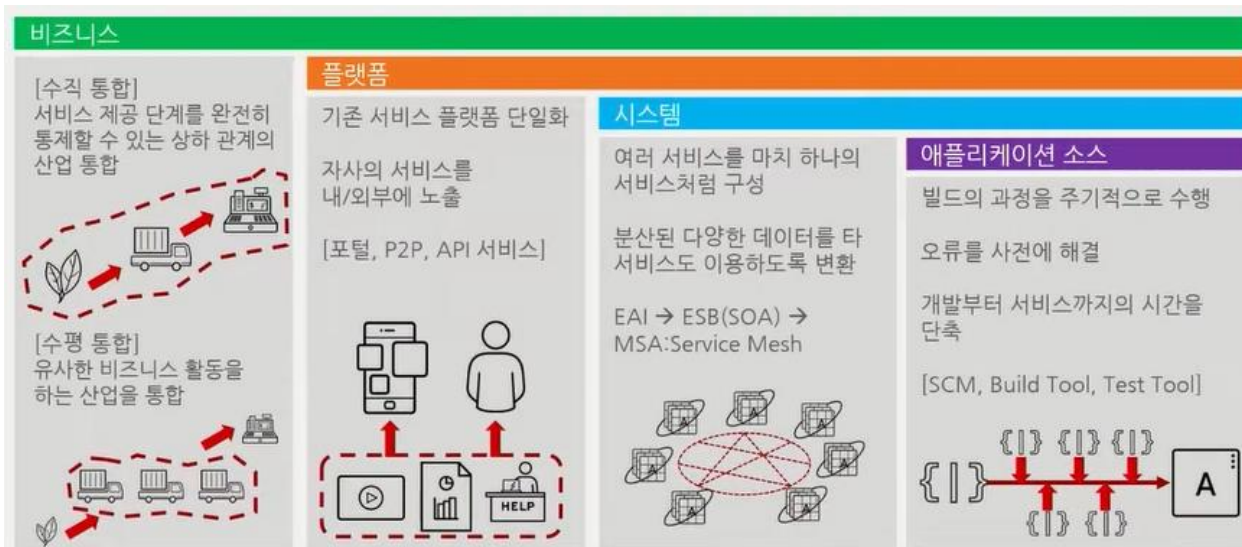 비즈니스
[수직 통합]
서비스 제공 단계를 완전히
통제할 수 있는 상하 관계의
산업 통합
[수평 통합]
유사한 비즈니스 활동을
하는 산업을 통합
플랫폼
기존 서비스 플랫폼 단일화
자사의 서비스를
내/외부에 노출
[포털, P2P, API 서비스]
HELP
시스템
여러 서비스를 마치 하나의
서비스처럼 구성
분산된 다양한 데이터를 타
서비스도 이용하도록 변환
EAI → ESB(SOA) →
MSA:Service Mesh
A
A
A
A
A
A
A
애플리케이션 소스
빌드의 과정을 주기적으로 수행
오류를 사전에 해결
개발부터 서비스까지의 시간을
단축
[SCM, Build Tool, Test Tool]
{|} {|} {|}
{|} A
{|} {|}